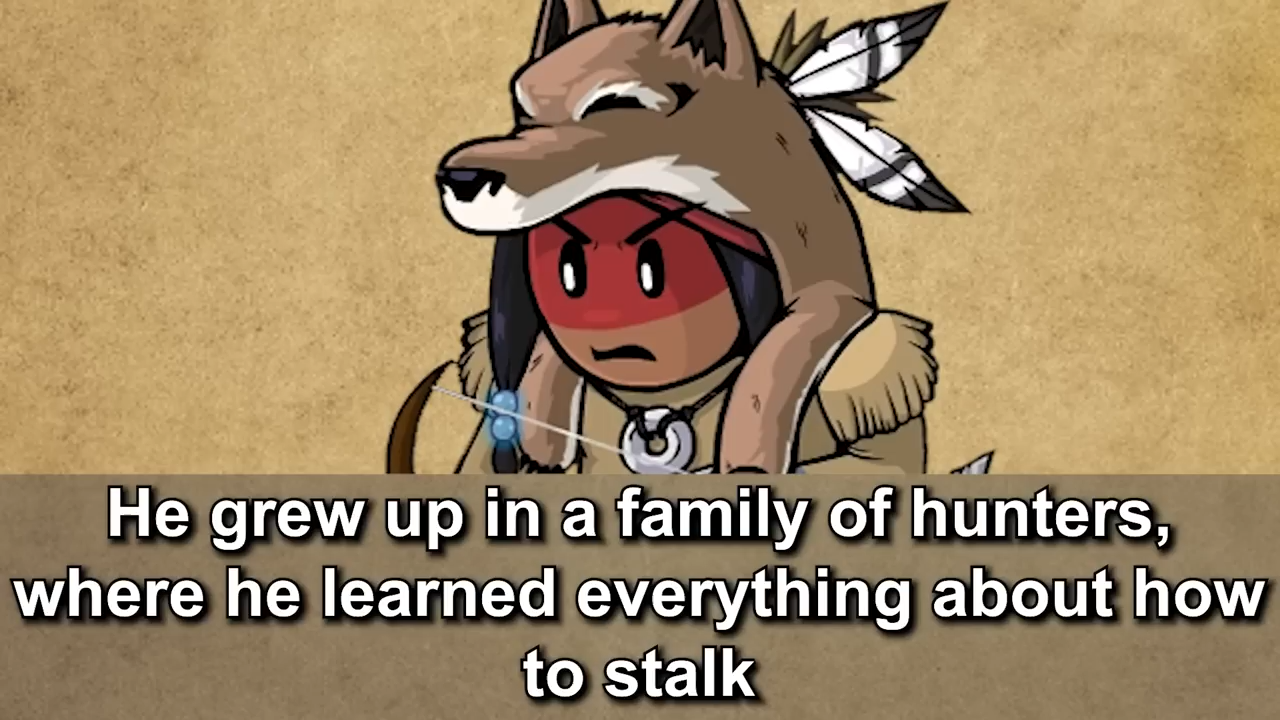 He grew up in a family of hunters,
where he learned everything about how
to stalk